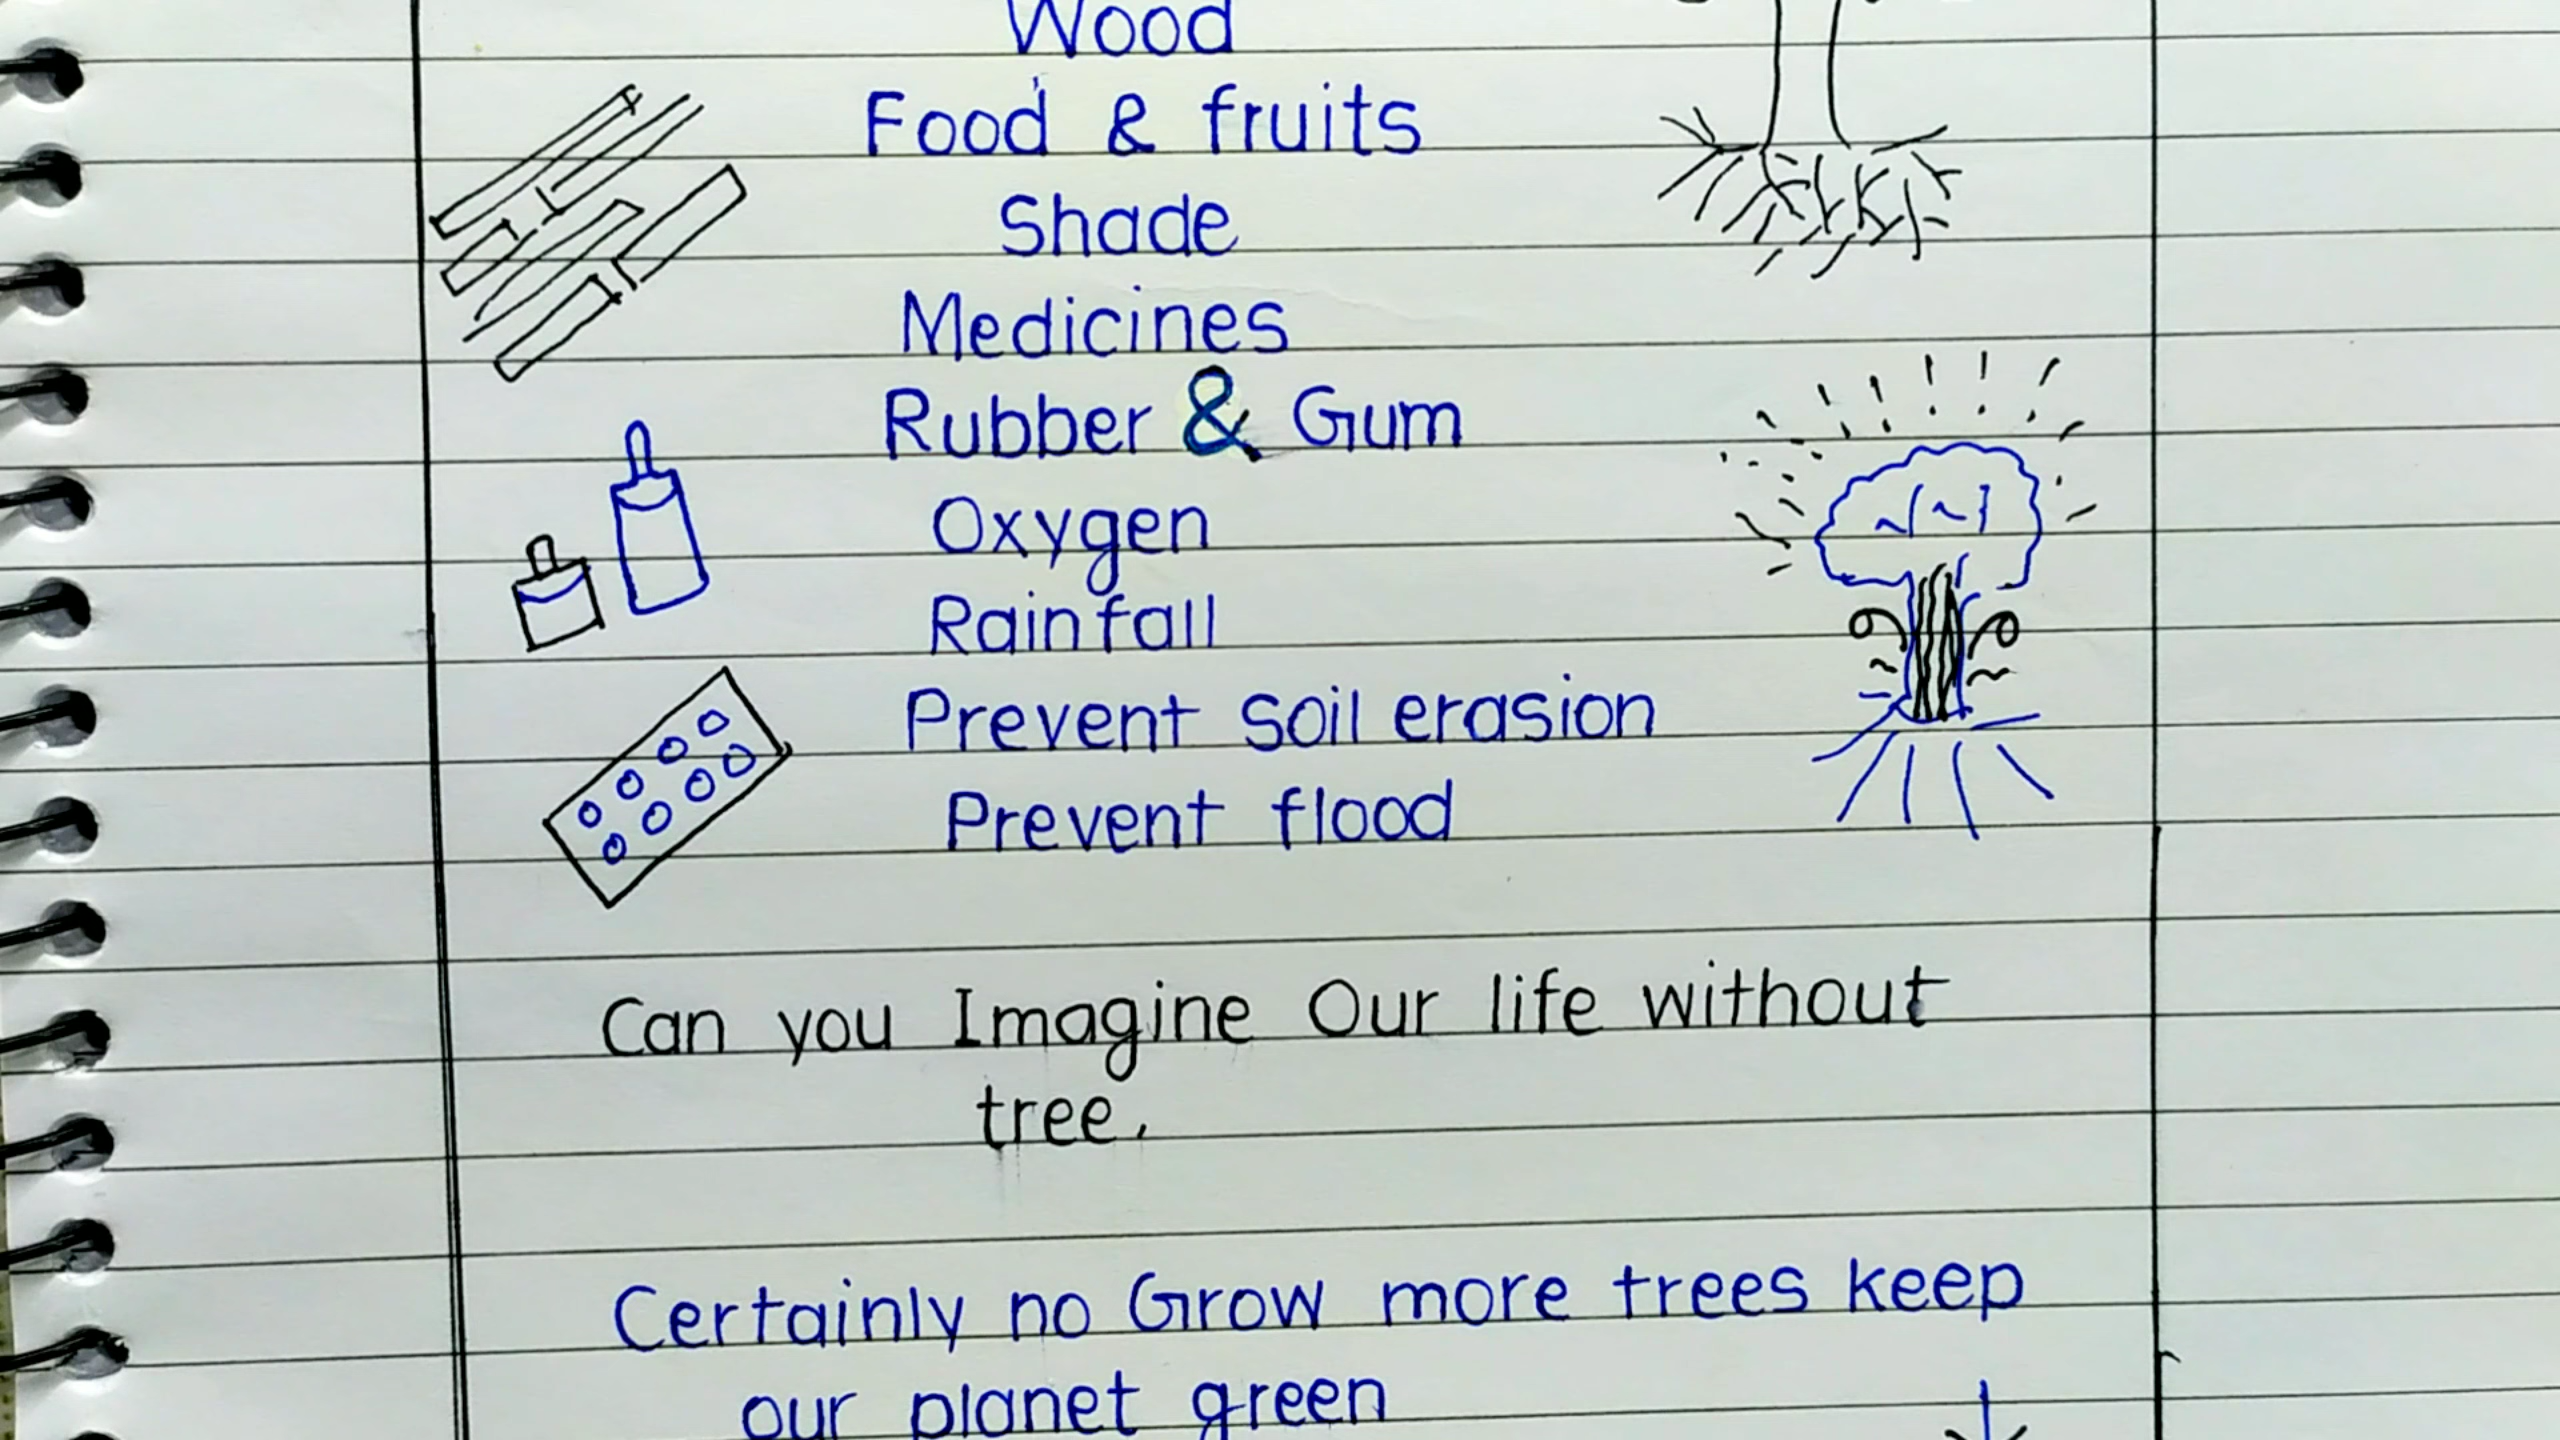 Wood
Food & fruits
Shade
Medicines
Rubber & Gum
Oxygen
Rainfall
Prevent soil erasion
Prevent flood
Can you Imagine Our life without
tree.
Certainly no Grow more trees keep
our planet green